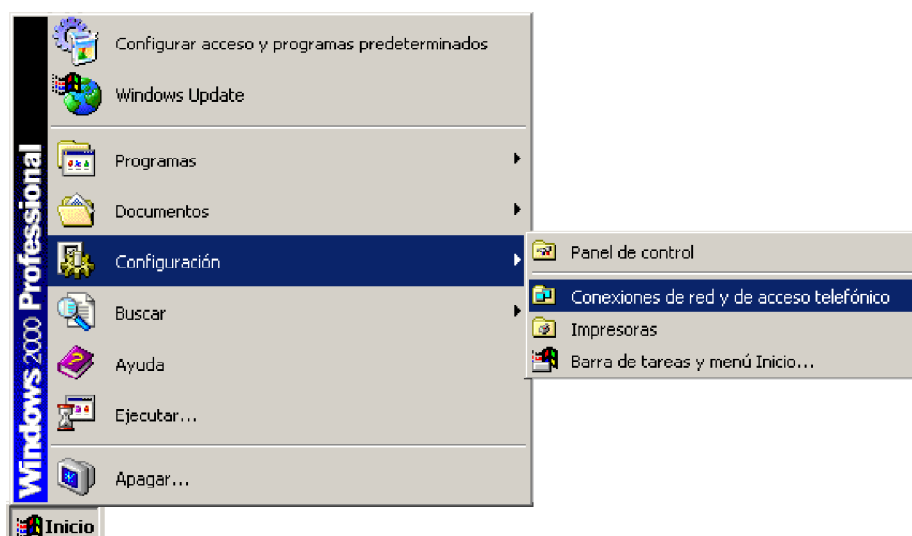 Configurar acceso y programas predeterminados
Windows Update
Programas
Documentos
Configuración
Buscar
Ayuda
Ejecutar...
Apagar...
Windows 2000 Professional
Panel de control
Conexiones de red y de acceso telefónico
Impresoras
Barra de tareas y menú Inicio...
Inicio